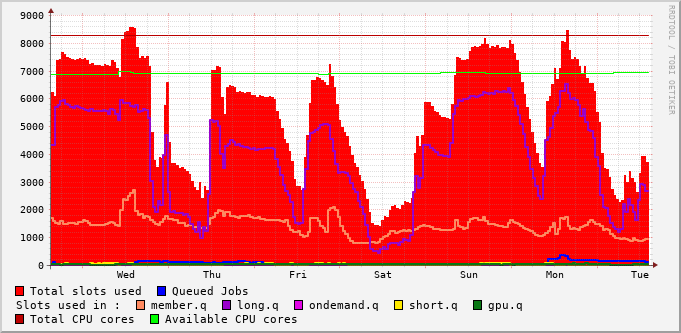 9000
8000
7000
6000
5000
4000
3000
2000
1000
0
Wed Thu Fri Sat Sun Mon Tue
RRDTOOL / TOBI OETIKER
Total slots used Queued Jobs
Slots used in : member.q long.q ondemand.q short.q gpu.q
Total CPU cores Available CPU cores